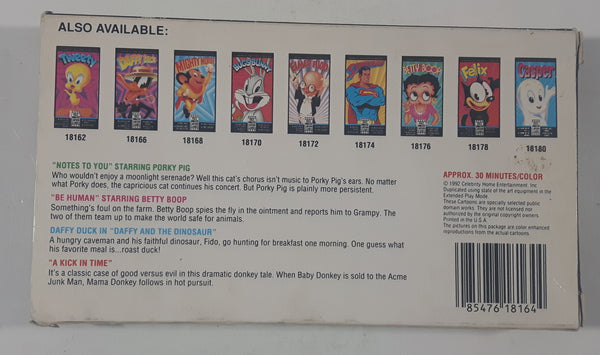 ALSO AVAILABLE:
TWEETY
DAFFY DUCK
MIGHTY MOUSE
BUGS BUNNY
ELMER FUDD
BETTY BOOP
Felix
Casper
18162
18166
18168
18170
18172
18174
18176
18178
18180
"NOTES TO YOU" STARRING PORKY PIG
Who wouldn't enjoy a moonlight serenade? Well this cat's chorus isn't music to Porky Pig's ears. No matter
what Porky does, the capricious cat continues his concert. But Porky Pig is plainly more persistent.
"BE HUMAN" STARRING BETTY BOOP
Something's foul on the farm. Betty Boop spies the fly in the ointment and reports him to Grampy. The
two of them team up to make the world safe for animals.
DAFFY DUCK IN "DAFFY AND THE DINOSAUR"
A hungry caveman and his faithful dinosaur, Fido, go hunting for breakfast one morning. One guess what
his favorite meal is...roast duck!
"A KICK IN TIME"
It's a classic case of good versus evil in this dramatic donkey tale. When Baby Donkey is sold to the Acme
Junk Man, Mama Donkey follows in hot pursuit.
APPROX. 30 MINUTES/COLOR
© 1992 Celebrity Home Entertainment, Inc.
Duplicated using state of the art equipment in the
Extended Play Mode.
These Cartoons are specially selected public
domain works. They are not licensed nor
authorized by the original copyright owners.
Printed in the U.S.A.
The pictures on this package are color enhanced
reproductions from the actual cartoons.
85476 18164